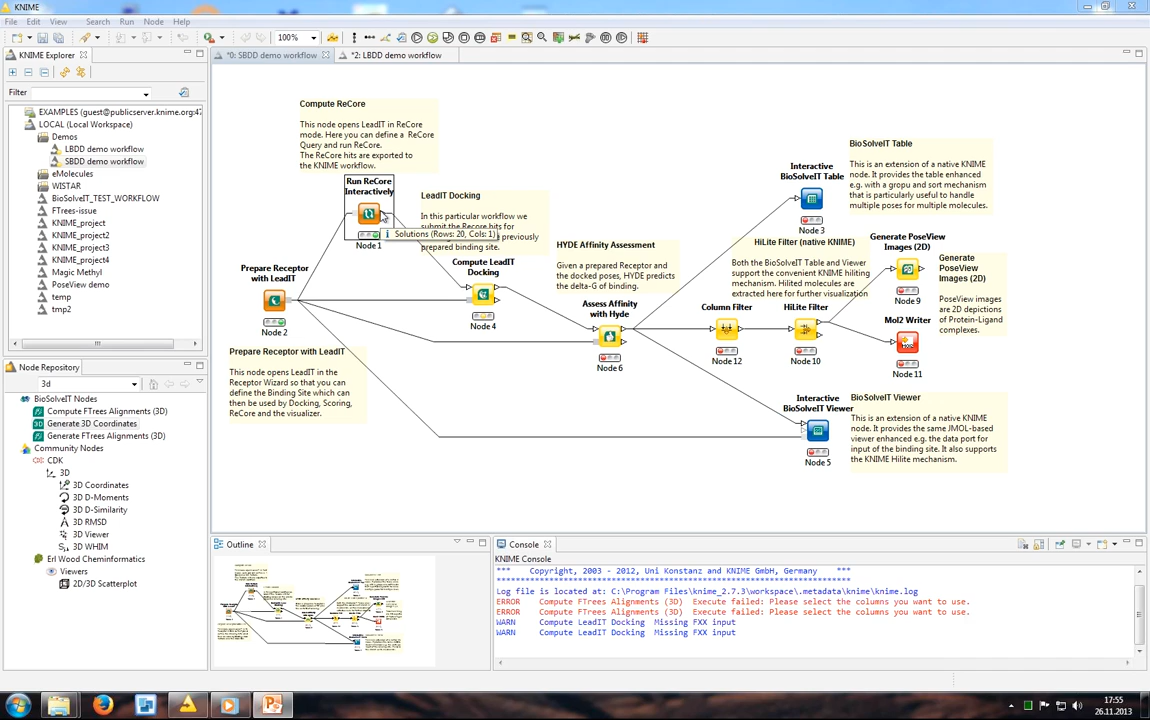 KNIME
File Edit View Search Run Node Help
100%
KNIME Explorer
*0: SBDD demo workflow
*2: LBDD demo workflow
Filter
EXAMPLES (guest@publicserver.knime.org:47
LOCAL (Local Workspace)
Demos
LBDD demo workflow
SBDD demo workflow
eMolecules
WISTAR
BioSolveIT_TEST_WORKFLOW
FTrees-issue
KNIME_project
KNIME_project2
KNIME_project3
KNIME_project4
Magic Methyl
PoseView demo
temp
tmp2
Node Repository
3d
BioSolveIT Nodes
Compute FTrees Alignments (3D)
Generate 3D Coordinates
Generate FTrees Alignments (3D)
Community Nodes
CDK
3D
3D Coordinates
3D D-Moments
3D D-Similarity
3D RMSD
3D Viewer
3D WHIM
Erl Wood Cheminformatics
Viewers
2D/3D Scatterplot
Compute ReCore
This node opens LeadIT in ReCore
mode. Here you can define a ReCore
Query and run ReCore.
The ReCore hits are exported to
the KNIME workflow.
Run ReCore
Interactively
Node 1
Solutions (Rows: 20, Cols: 1)
LeadIT Docking
In this particular workflow we
submit the Recore hits for
previously
prepared binding site.
Compute LeadIT
Docking
Node 4
Prepare Receptor
with LeadIT
Node 2
Prepare Receptor with LeadIT
This node opens LeadIT in the
Receptor Wizard so that you can
define the Binding Site which can
then be used by Docking, Scoring,
ReCore and the visualizer.
HYDE Affinity Assessment
Given a prepared Receptor and
the docked poses, HYDE predicts
the delta-G of binding.
Assess Affinity
with Hyde
Node 6
Interactive
BioSolveIT Table
Node 3
BioSolveIT Table
This is an extension of a native KNIME
node. It provides the table enhanced
e.g. with a gropu and sort mechanism
that is particularly useful to handle
multiple poses for multiple molecules.
HiLite Filter (native KNIME)
Both the BioSolveIT Table and Viewer
support the convenient KNIME hiliting
mechanism. Hilited molecules are
extracted here for further visualization
Column Filter
Node 12
HiLite Filter
Node 10
Generate PoseView
Images (2D)
Node 9
Mol2 Writer
Node 11
Generate
PoseView
Images (2D)
PoseView images
are 2D depictions
of Protein-Ligand
complexes.
Interactive
BioSolveIT Viewer
Node 5
BioSolveIT Viewer
This is an extension of a native KNIME
node. It provides the same JMOL-based
viewer enhanced e.g. the data port for
input of the binding site. It also supports
the KNIME Hilite mechanism.
Outline
Console
KNIME Console
*** Copyright, 2003 - 2012, Uni Konstanz and KNIME GmbH, Germany ***
Log file is located at: C:\Program Files\knime_2.7.3\workspace\.metadata\knime\knime.log
ERROR Compute FTrees Alignments (3D) Execute failed: Please select the columns you want to use.
ERROR Compute FTrees Alignments (3D) Execute failed: Please select the columns you want to use.
WARN Compute LeadIT Docking Missing FXX input
WARN Compute LeadIT Docking Missing FXX input
17:55
26.11.2013